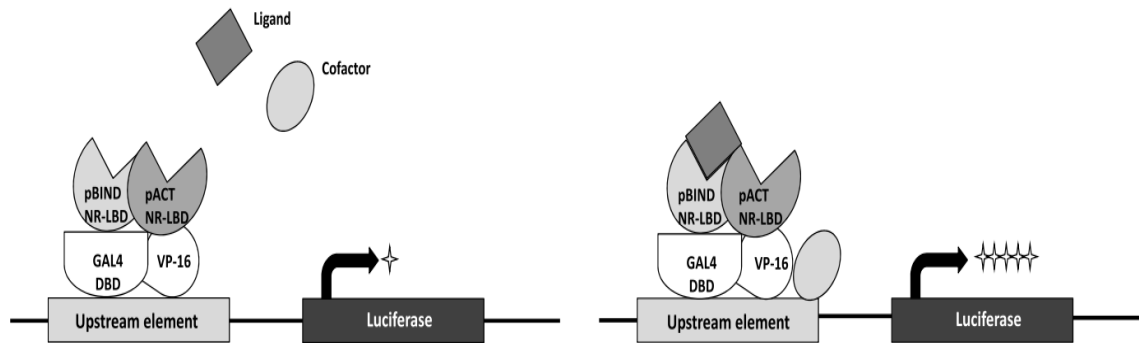 Ligand
Cofactor
pBIND
NR-LBD
pACT
NR-LBD
GAL4
DBD
VP-16
Upstream element
Luciferase
pBIND
NR-LBD
pACT
NR-LBD
GAL4
DBD
VP-16
Upstream element
Luciferase